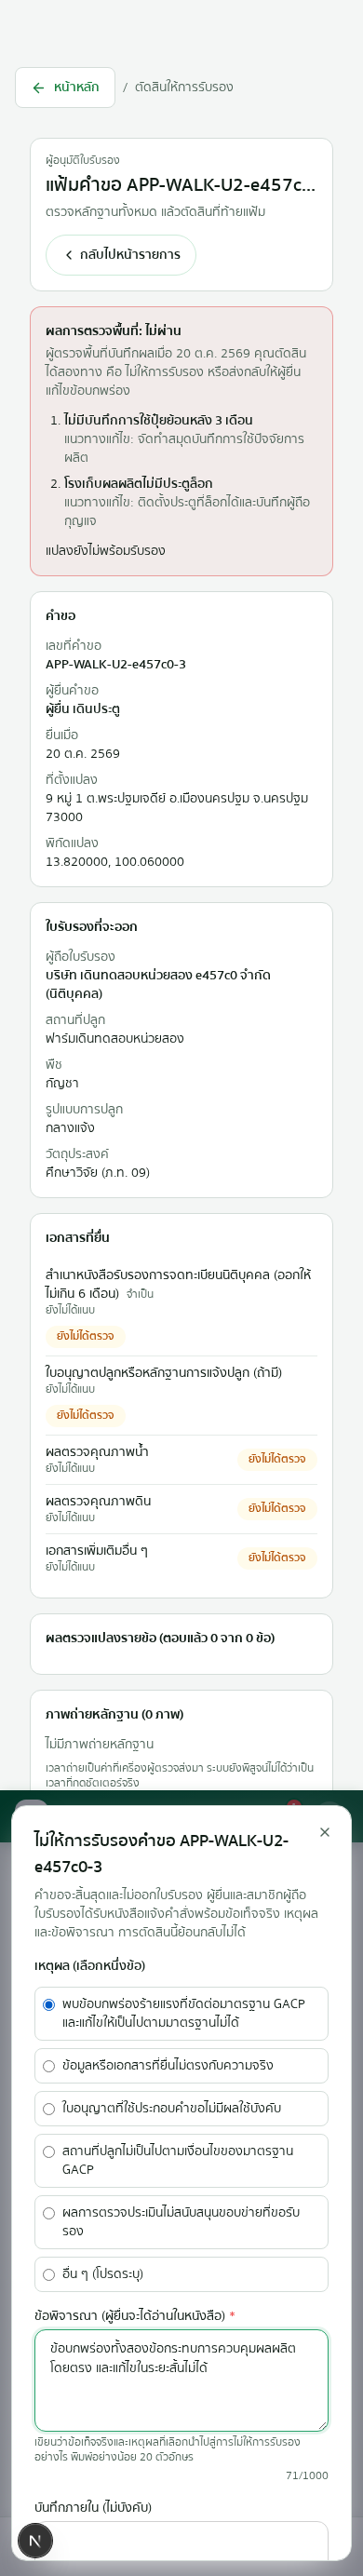 หน้าหลัก / ตัดสินให้การรับรอง
ผู้อนุมัติใบรับรอง
แฟ้มคำขอ APP-WALK-U2-e457c...
ตรวจหลักฐานทั้งหมด แล้วตัดสินที่ท้ายแฟ้ม
กลับไปหน้ารายการ
ผลการตรวจพื้นที่: ไม่ผ่าน
ผู้ตรวจพื้นที่บันทึกผลเมื่อ 20 ต.ค. 2569 คุณตัดสิน
ได้สองทาง คือ ไม่ให้การรับรอง หรือส่งกลับให้ผู้ยื่น
แก้ไขข้อบกพร่อง
1. ไม่มีบันทึกการใช้ปุ๋ยย้อนหลัง 3 เดือน
แนวทางแก้ไข: จัดทำสมุดบันทึกการใช้ปัจจัยการ
ผลิต
2. โรงเก็บผลผลิตไม่มีประตูล็อก
แนวทางแก้ไข: ติดตั้งประตูที่ล็อกได้และบันทึกผู้ถือ
กุญแจ
แปลงยังไม่พร้อมรับรอง
คำขอ
เลขที่คำขอ
APP-WALK-U2-e457c0-3
ผู้ยื่นคำขอ
ผู้ยื่น เดินประตู
ยื่นเมื่อ
20 ต.ค. 2569
ที่ตั้งแปลง
9 หมู่ 1 ต.พระปฐมเจดีย์ อ.เมืองนครปฐม จ.นครปฐม
73000
พิกัดแปลง
13.820000, 100.060000
ใบรับรองที่จะออก
ผู้ถือใบรับรอง
บริษัท เดินทดสอบหน่วยสอง e457c0 จำกัด
(นิติบุคคล)
สถานที่ปลูก
ฟาร์มเดินทดสอบหน่วยสอง
พืช
กัญชา
รูปแบบการปลูก
กลางแจ้ง
วัตถุประสงค์
ศึกษาวิจัย (ภ.ท. 09)
เอกสารที่ยื่น
สำเนาหนังสือรับรองการจดทะเบียนนิติบุคคล (ออกให้
ไม่เกิน 6 เดือน) จำเป็น
ยังไม่ได้แนบ
ยังไม่ได้ตรวจ
ใบอนุญาตปลูกหรือหลักฐานการแจ้งปลูก (ถ้ามี)
ยังไม่ได้แนบ
ยังไม่ได้ตรวจ
ผลตรวจคุณภาพน้ำ
ยังไม่ได้แนบ
ยังไม่ได้ตรวจ
ผลตรวจคุณภาพดิน
ยังไม่ได้แนบ
ยังไม่ได้ตรวจ
เอกสารเพิ่มเติมอื่น ๆ
ยังไม่ได้แนบ
ยังไม่ได้ตรวจ
ผลตรวจแปลงรายข้อ (ตอบแล้ว 0 จาก 0 ข้อ)
ภาพถ่ายหลักฐาน (0 ภาพ)
ไม่มีภาพถ่ายหลักฐาน
เวลาถ่ายเป็นค่าที่เครื่องผู้ตรวจส่งมา ระบบยังพิสูจน์ไม่ได้ว่าเป็น
เวลาที่กดชัตเตอร์จริง
ไม่ให้การรับรองคำขอ APP-WALK-U2-
e457c0-3
คำขอจะสิ้นสุดและไม่ออกใบรับรอง ผู้ยื่นและสมาชิกผู้ถือ
ใบรับรองได้รับหนังสือแจ้งคำสั่งพร้อมข้อเท็จจริง เหตุผล
และข้อพิจารณา การตัดสินนี้ย้อนกลับไม่ได้
เหตุผล (เลือกหนึ่งข้อ)
พบข้อบกพร่องร้ายแรงที่ขัดต่อมาตรฐาน GACP
และแก้ไขให้เป็นไปตามมาตรฐานไม่ได้
ข้อมูลหรือเอกสารที่ยื่นไม่ตรงกับความจริง
ใบอนุญาตที่ใช้ประกอบคำขอไม่มีผลใช้บังคับ
สถานที่ปลูกไม่เป็นไปตามเงื่อนไขของมาตรฐาน
GACP
ผลการตรวจประเมินไม่สนับสนุนขอบข่ายที่ขอรับ
รอง
อื่น ๆ (โปรดระบุ)
ข้อพิจารณา (ผู้ยื่นจะได้อ่านในหนังสือ) *
ข้อบกพร่องทั้งสองข้อกระทบการควบคุมผลผลิต
โดยตรง และแก้ไขในระยะสั้นไม่ได้
เขียนว่าข้อเท็จจริงและเหตุผลที่เลือกนำไปสู่การไม่ให้การรับรอง
อย่างไร พิมพ์อย่างน้อย 20 ตัวอักษร
71/1000
บันทึกภายใน (ไม่บังคับ)
N